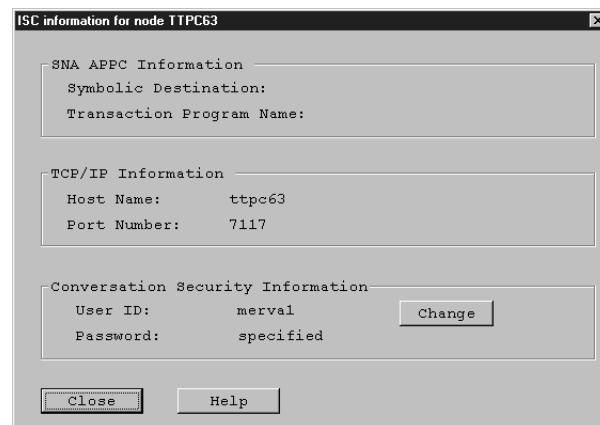 ISC information for node TTPC63
SNA APPC Information
Symbolic Destination:
Transaction Program Name:
TCP/IP Information
Host Name: ttpc63
Port Number: 7117
Conversation Security Information
User ID: merva1
Change
Password: specified
Close Help